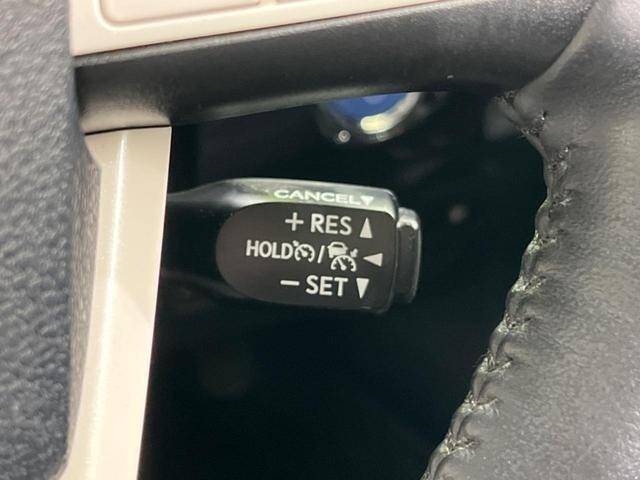 CANCEL▼
+ RES ▲
HOLD / ◀
− SET ▼